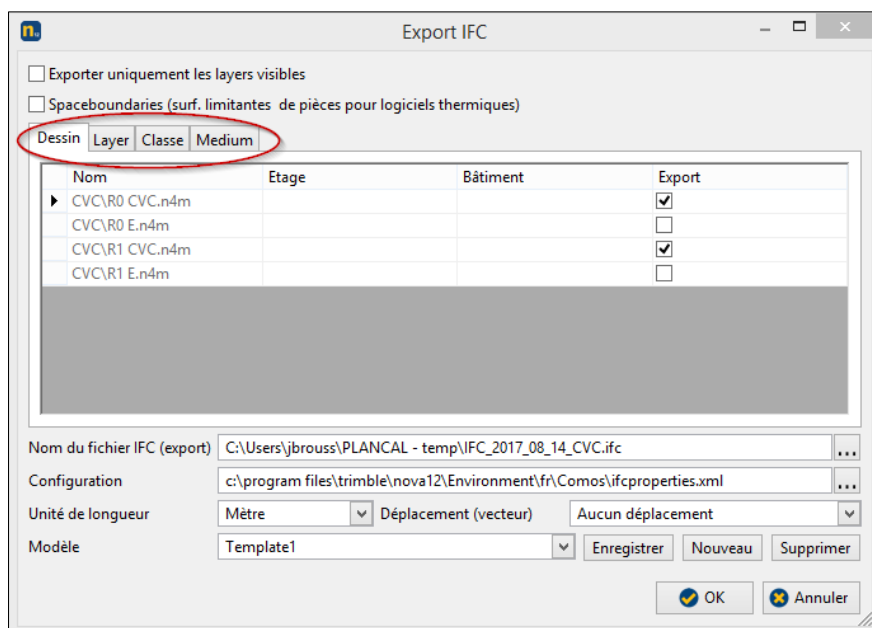 n.
Export IFC
Exporter uniquement les layers visibles
Spaceboundaries (surf. limitantes de pièces pour logiciels thermiques)
Dessin Layer Classe Medium
Nom Etage Bâtiment Export
CVC\R0 CVC.n4m
CVC\R0 E.n4m
CVC\R1 CVC.n4m
CVC\R1 E.n4m
Nom du fichier IFC (export) C:\Users\jbrouss\PLANCAL - temp\IFC_2017_08_14_CVC.ifc ...
Configuration c:\program files\trimble\nova12\Environment\fr\Comos\ifcproperties.xml ...
Unité de longueur Mètre Déplacement (vecteur) Aucun déplacement
Modèle Template1 Enregistrer Nouveau Supprimer
OK Annuler